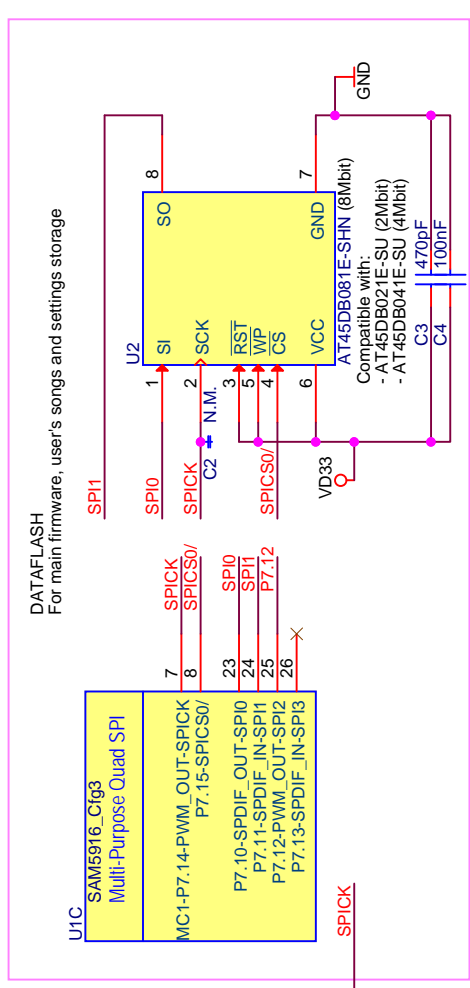 DATAFLASH
For main firmware, user's songs and settings storage
SPI1
SPI0
SPICK
SPICS0/
C2
N.M.
1
2
3
5
4
6
8
7
U2
SI
SCK
RST
WP
CS
VCC
SO
GND
AT45DB081E-SHN (8Mbit)
Compatible with:
- AT45DB021E-SU (2Mbit)
- AT45DB041E-SU (4Mbit)
VD33
GND
C3
470pF
C4
100nF
U1C
SAM5916_Cfg3
Multi-Purpose Quad SPI
MC1-P7.14-PWM_OUT-SPICK
7
SPICK
P7.15-SPICS0/
8
SPICS0/
P7.10-SPDIF_OUT-SPI0
23
SPI0
P7.11-SPDIF_IN-SPI1
24
SPI1
P7.12-PWM_OUT-SPI2
25
P7.12
P7.13-SPDIF_IN-SPI3
26
SPICK